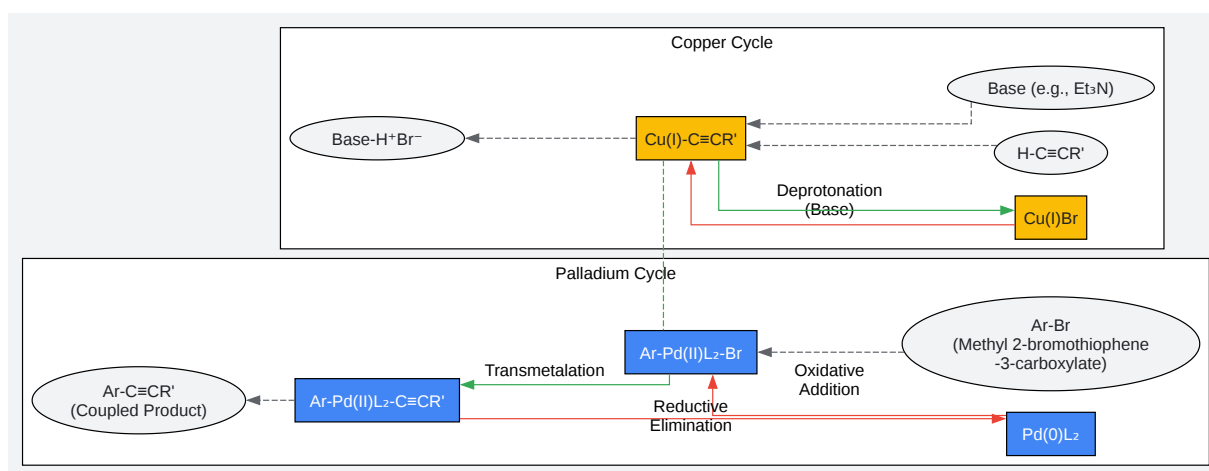 Copper Cycle
Base (e.g., Et₃N)
Base-H⁺Br⁻
Cu(I)-C≡CR'
H-C≡CR'
Deprotonation
(Base)
Cu(I)Br
Palladium Cycle
Ar-Br
(Methyl 2-bromothiophene
-3-carboxylate)
Ar-Pd(II)L₂-Br
Oxidative
Addition
Transmetalation
Ar-C≡CR'
(Coupled Product)
Ar-Pd(II)L₂-C≡CR'
Reductive
Elimination
Pd(0)L₂